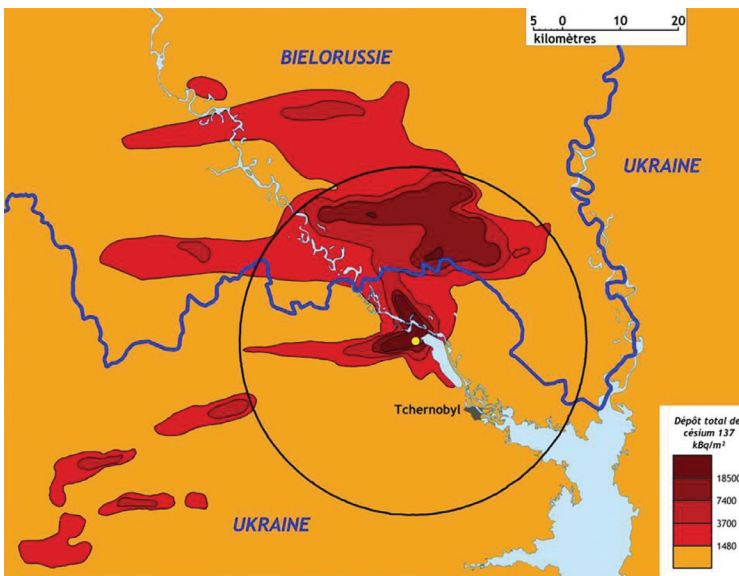 5 0 10 20
kilomètres
BIELORUSSIE
UKRAINE
Tchernobyl
UKRAINE
Dépôt total de
césium 137
kBq/m²
18500
7400
3700
1480